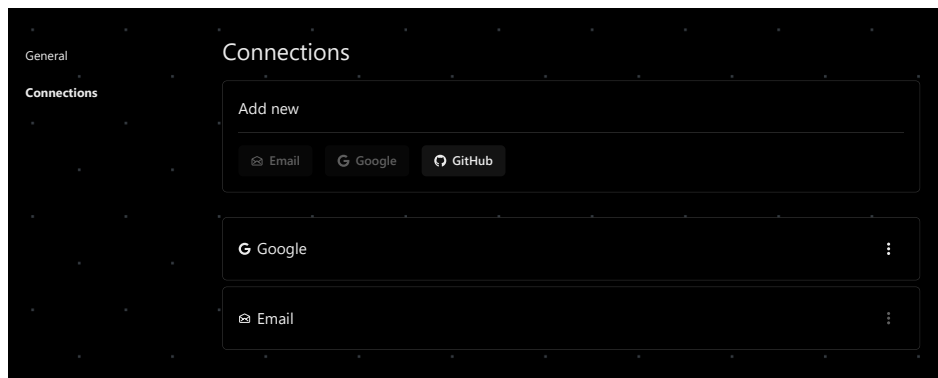 General
Connections
Connections
Add new
Email Google GitHub
Google
Email